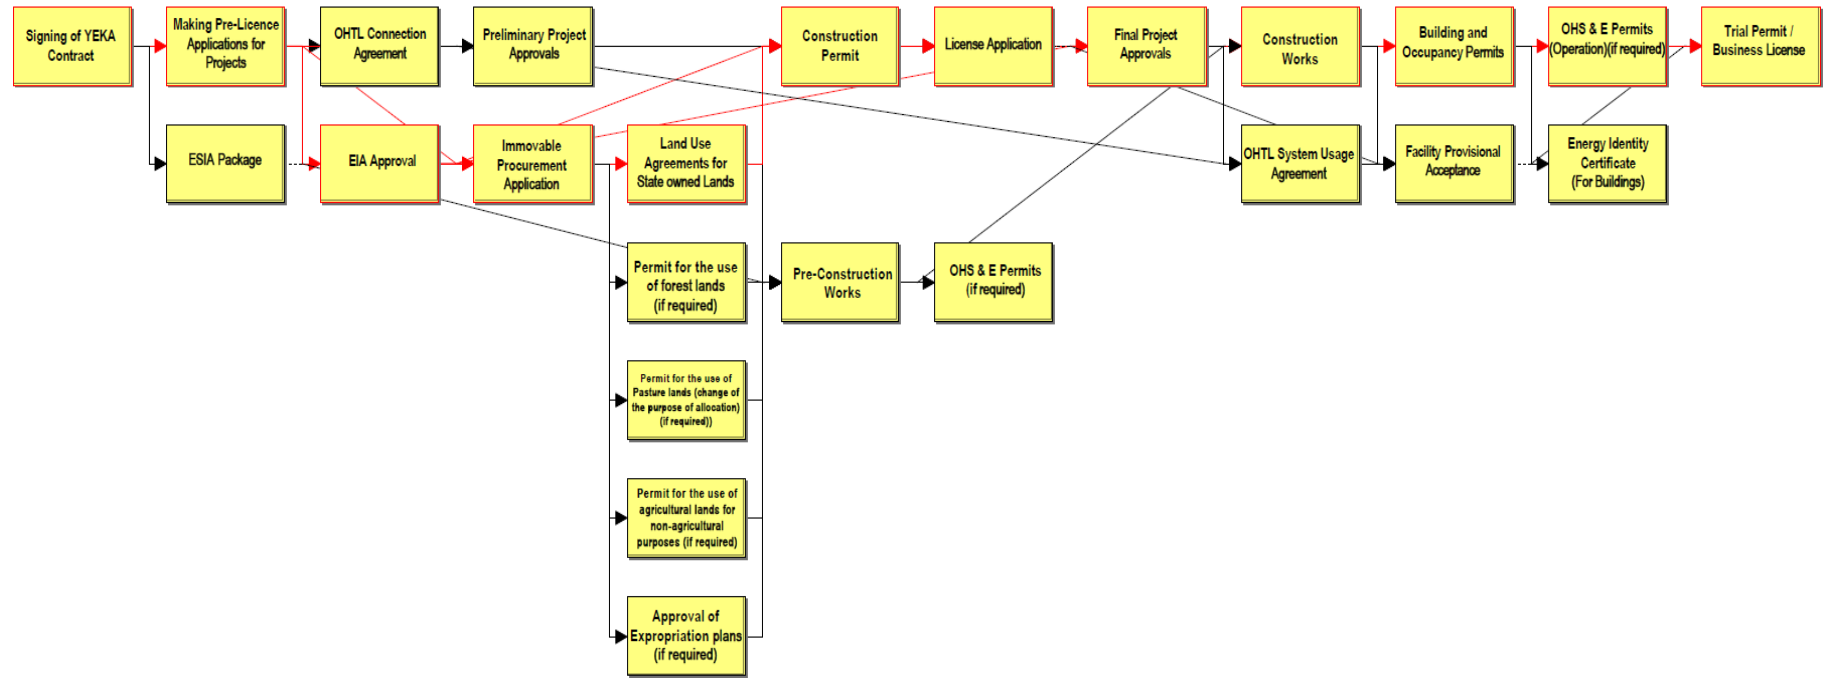 Signing of YEKA
Contract
Making Pre-Licence
Applications for
Projects
OHTL Connection
Agreement
Preliminary Project
Approvals
Construction
Permit
License Application
Final Project
Approvals
Construction
Works
Building and
Occupancy Permits
OHS & E Permits
(Operation)(if required)
Trial Permit /
Business License
ESIA Package
EIA Approval
Immovable
Procurement
Application
Land Use
Agreements for
State owned Lands
OHTL System Usage
Agreement
Facility Provisional
Acceptance
Energy Identity
Certificate
(For Buildings)
Permit for the use
of forest lands
(if required)
Pre-Construction
Works
OHS & E Permits
(if required)
Permit for the use of
Pasture lands (change of
the purpose of allocation)
(if required))
Permit for the use of
agricultural lands for
non-agricultural
purposes (if required)
Approval of
Expropriation plans
(if required)